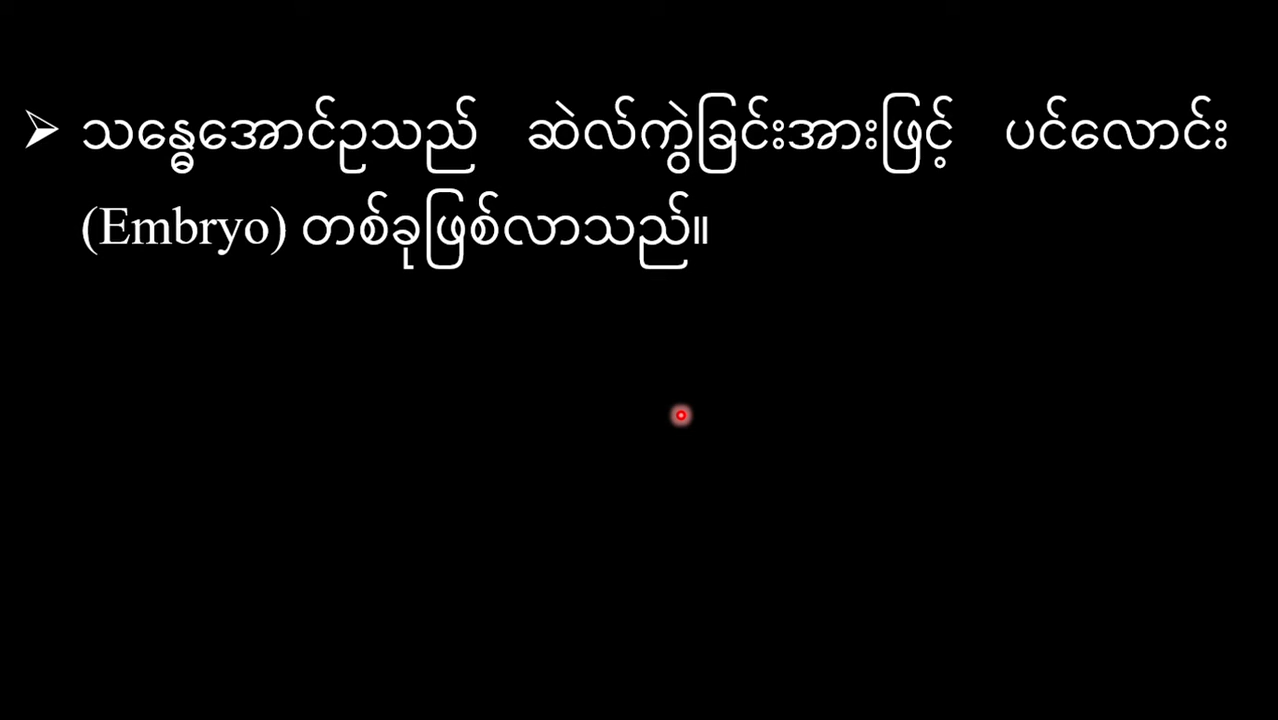 ➢ သန္ဓေအောင်ဥသည် ဆဲလ်ကွဲခြင်းအားဖြင့် ပင်လောင်း
(Embryo) တစ်ခုဖြစ်လာသည်။